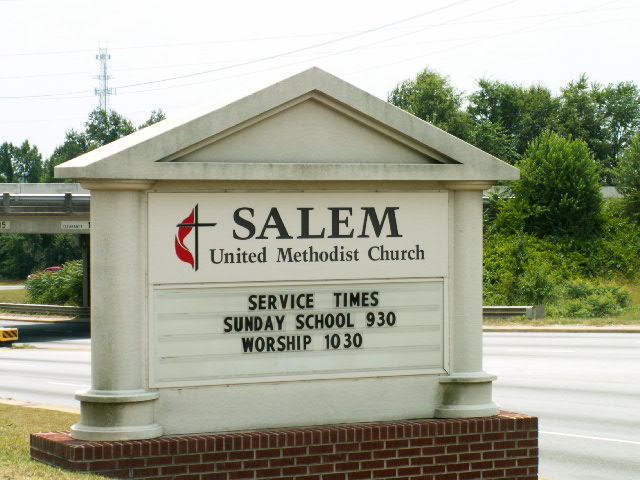 SALEM
United Methodist Church
SERVICE TIMES
SUNDAY SCHOOL 930
WORSHIP 1030